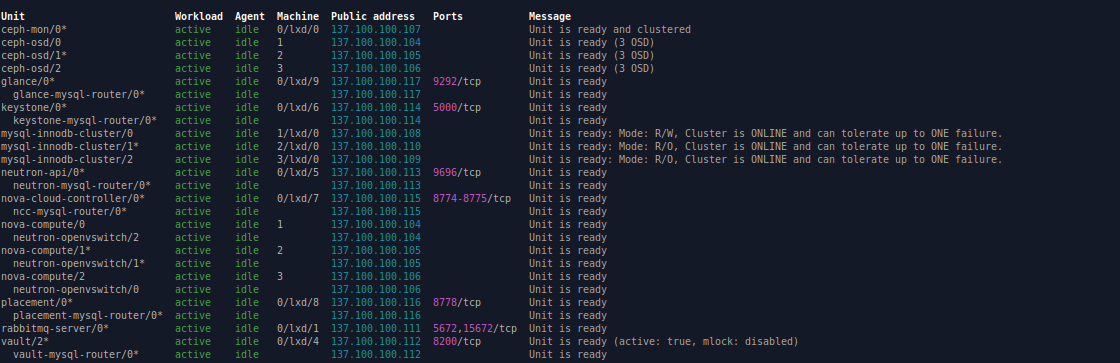 Unit Workload Agent Machine Public address Ports Message
ceph-mon/0* active idle 0/lxd/0 137.100.100.107 Unit is ready and clustered
ceph-osd/0 active idle 1 137.100.100.104 Unit is ready (3 OSD)
ceph-osd/1* active idle 2 137.100.100.105 Unit is ready (3 OSD)
ceph-osd/2 active idle 3 137.100.100.106 Unit is ready (3 OSD)
glance/0* active idle 0/lxd/9 137.100.100.117 9292/tcp Unit is ready
glance-mysql-router/0* active idle 137.100.100.117 Unit is ready
keystone/0* active idle 0/lxd/6 137.100.100.114 5000/tcp Unit is ready
keystone-mysql-router/0* active idle 137.100.100.114 Unit is ready
mysql-innodb-cluster/0 active idle 1/lxd/0 137.100.100.108 Unit is ready: Mode: R/W, Cluster is ONLINE and can tolerate up to ONE failure.
mysql-innodb-cluster/1* active idle 2/lxd/0 137.100.100.110 Unit is ready: Mode: R/O, Cluster is ONLINE and can tolerate up to ONE failure.
mysql-innodb-cluster/2 active idle 3/lxd/0 137.100.100.109 Unit is ready: Mode: R/O, Cluster is ONLINE and can tolerate up to ONE failure.
neutron-api/0* active idle 0/lxd/5 137.100.100.113 9696/tcp Unit is ready
neutron-mysql-router/0* active idle 137.100.100.113 Unit is ready
nova-cloud-controller/0* active idle 0/lxd/7 137.100.100.115 8774-8775/tcp Unit is ready
ncc-mysql-router/0* active idle 137.100.100.115 Unit is ready
nova-compute/0 active idle 1 137.100.100.104 Unit is ready
neutron-openvswitch/2 active idle 137.100.100.104 Unit is ready
nova-compute/1* active idle 2 137.100.100.105 Unit is ready
neutron-openvswitch/1* active idle 137.100.100.105 Unit is ready
nova-compute/2 active idle 3 137.100.100.106 Unit is ready
neutron-openvswitch/0 active idle 137.100.100.106 Unit is ready
placement/0* active idle 0/lxd/8 137.100.100.116 8778/tcp Unit is ready
placement-mysql-router/0* active idle 137.100.100.116 Unit is ready
rabbitmq-server/0* active idle 0/lxd/1 137.100.100.111 5672,15672/tcp Unit is ready
vault/2* active idle 0/lxd/4 137.100.100.112 8200/tcp Unit is ready (active: true, mlock: disabled)
vault-mysql-router/0* active idle 137.100.100.112 Unit is ready